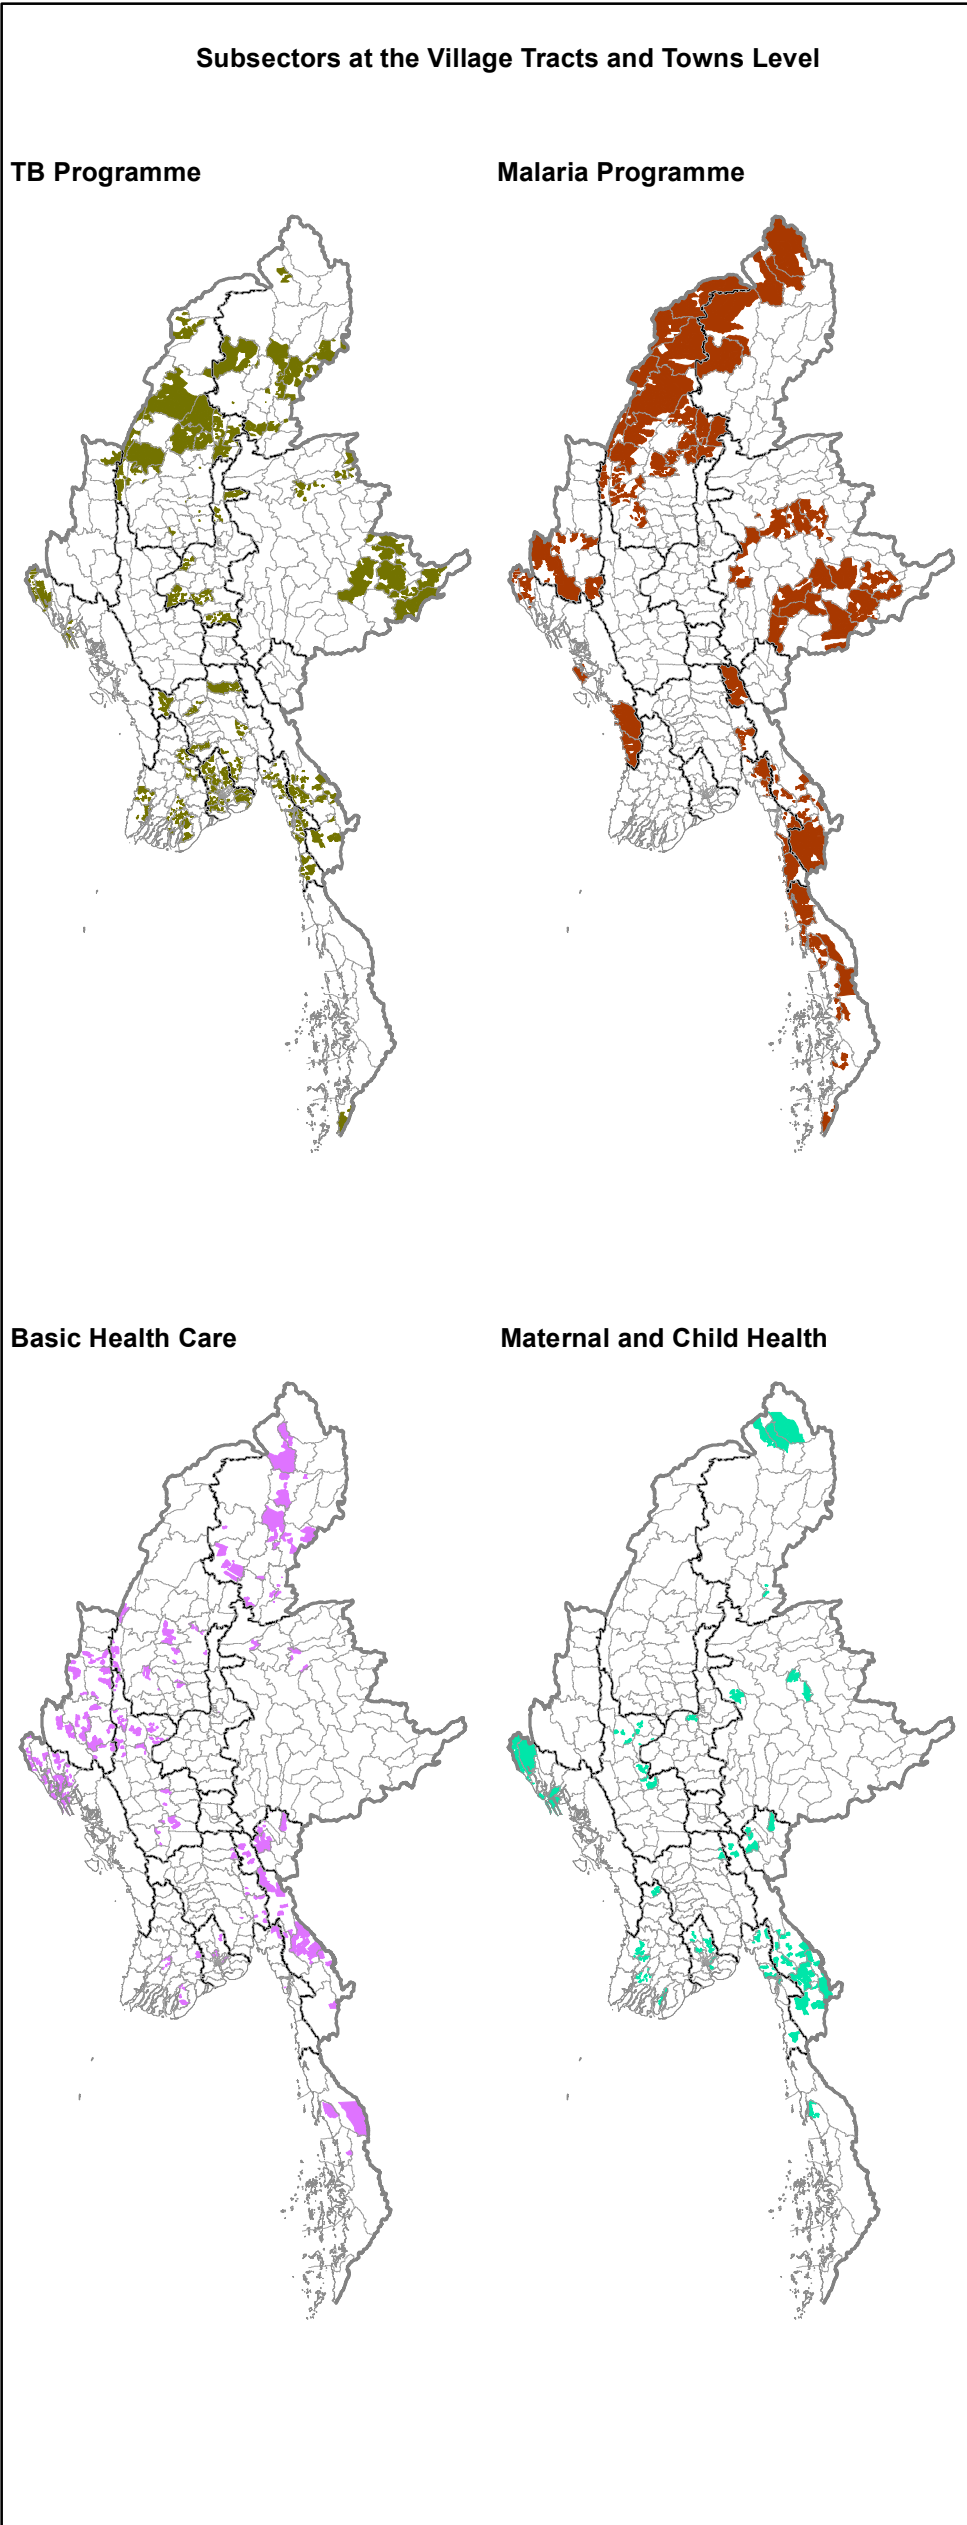 Subsectors at the Village Tracts and Towns Level
TB Programme
Malaria Programme
Basic Health Care
Maternal and Child Health